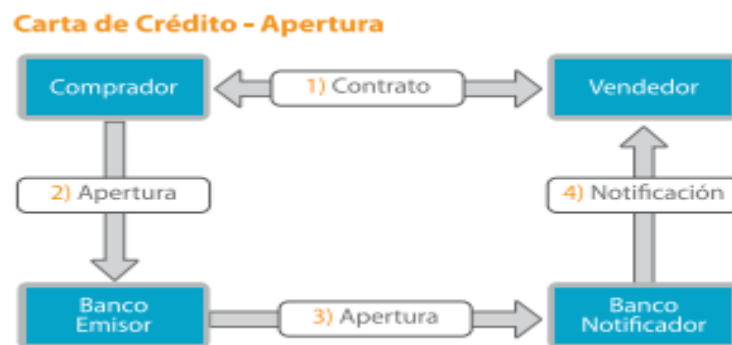 Carta de Crédito - Apertura
Comprador
1) Contrato
Vendedor
2) Apertura
4) Notificación
Banco
Emisor
3) Apertura
Banco
Notificador